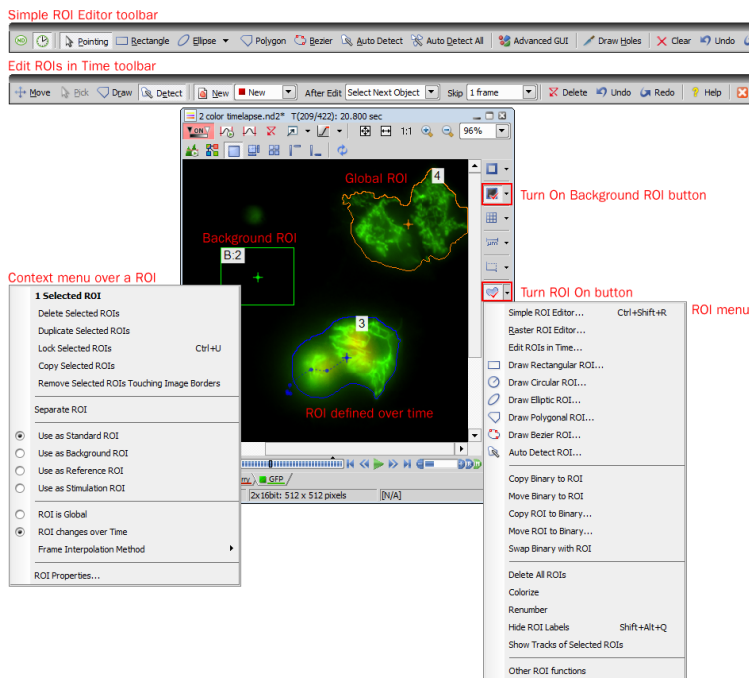 Simple ROI Editor toolbar
Pointing Rectangle Ellipse Polygon Bezier Auto Detect Auto Detect All Advanced GUI Draw Holes Clear Undo
Edit ROIs in Time toolbar
Move Pick Draw Detect New New After Edit Select Next Object Skip 1 frame Delete Undo Redo Help
2 color timelapse.nd2* T(209/422): 20.800 sec
ON 1:1 96%
Global ROI
4
Turn On Background ROI button
Background ROI
B:2
µm
Context menu over a ROI
1 Selected ROI
Delete Selected ROIs
Duplicate Selected ROIs
Lock Selected ROIs Ctrl+U
Copy Selected ROIs
Remove Selected ROIs Touching Image Borders
Separate ROI
Use as Standard ROI
Use as Background ROI
Use as Reference ROI
Use as Stimulation ROI
ROI is Global
ROI changes over Time
Frame Interpolation Method
ROI Properties...
3
ROI defined over time
GFP
2x16bit: 512 x 512 pixels [N/A]
Turn ROI On button
ROI menu
Simple ROI Editor... Ctrl+Shift+R
Raster ROI Editor...
Edit ROIs in Time...
Draw Rectangular ROI...
Draw Circular ROI...
Draw Elliptic ROI...
Draw Polygonal ROI...
Draw Bezier ROI...
Auto Detect ROI...
Copy Binary to ROI
Move Binary to ROI
Copy ROI to Binary...
Move ROI to Binary...
Swap Binary with ROI
Delete All ROIs
Colorize
Renumber
Hide ROI Labels Shift+Alt+Q
Show Tracks of Selected ROIs
Other ROI functions